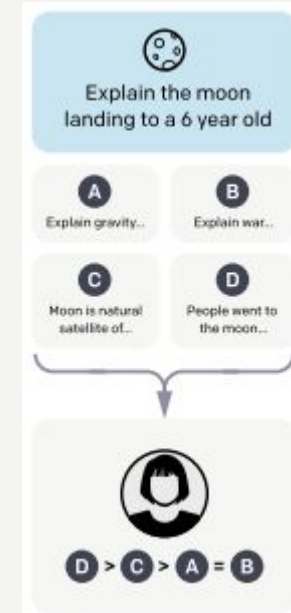 Explain the moon
landing to a 6 year old
A
B
Explain gravity...
Explain war...
C
D
Moon is natural
satellite of...
People went to
the moon...
D > C > A = B